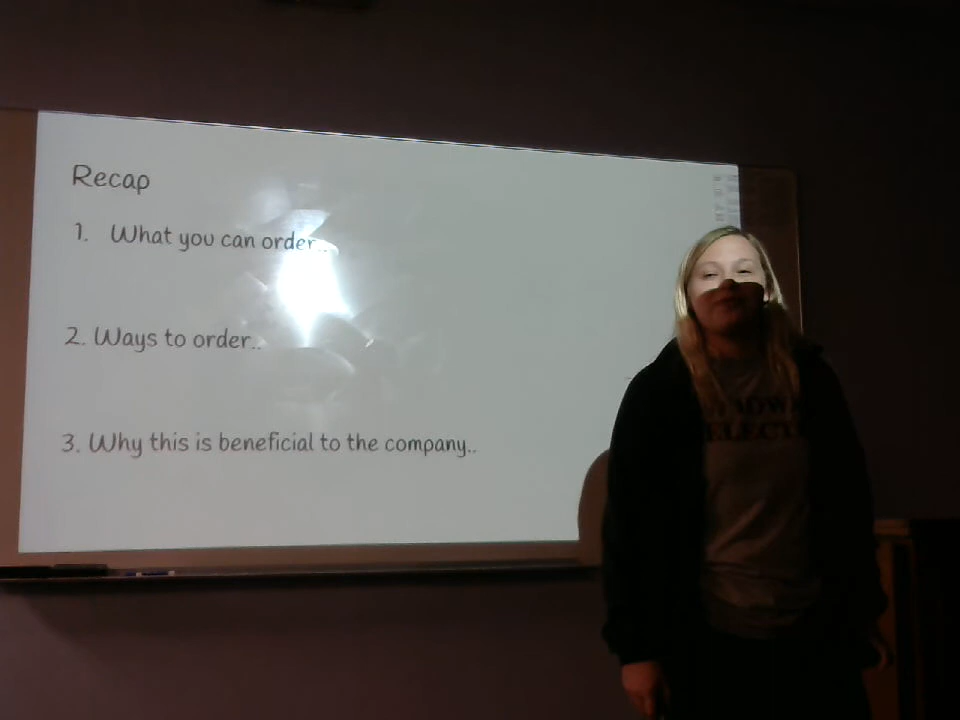 Recap
1. What you can order..
2. Ways to order..
3. Why this is beneficial to the company..